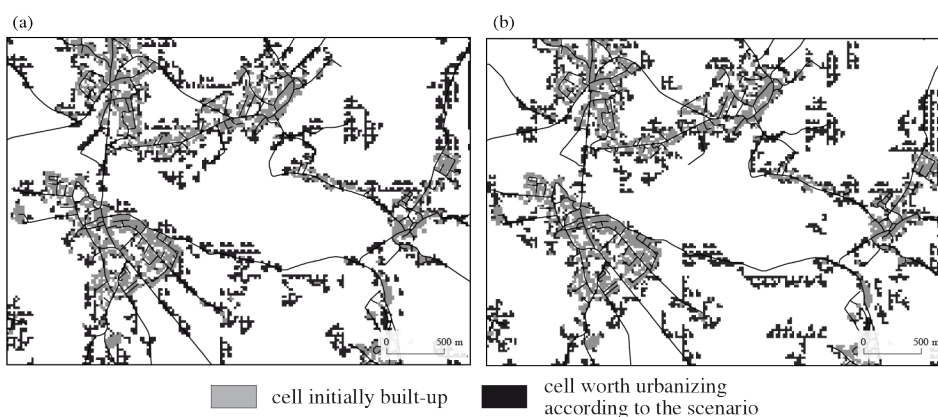 (a)
(b)
0 500 m
0 500 m
cell initially built-up
cell worth urbanizing
according to the scenario